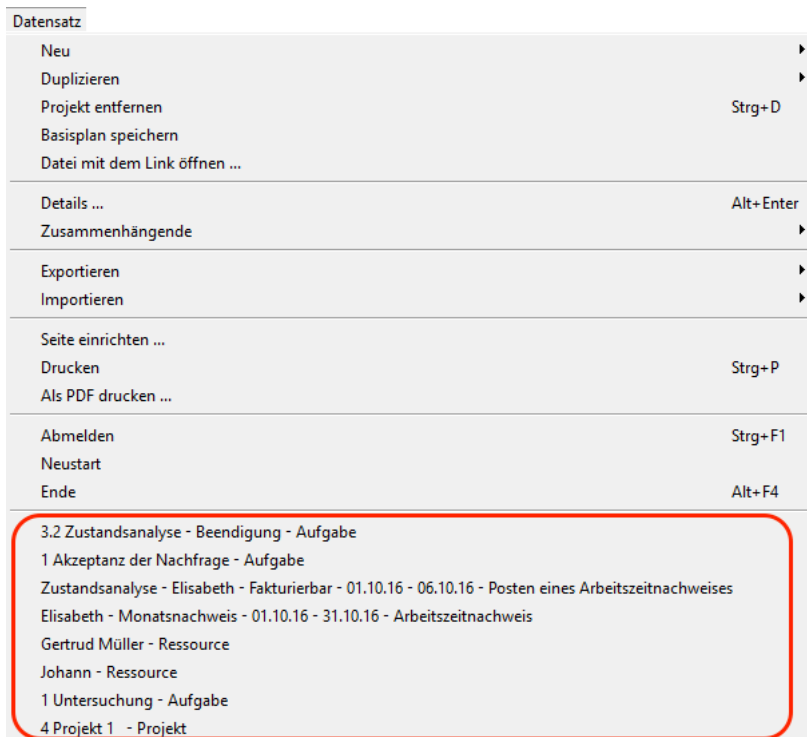 Datensatz
Neu
Duplizieren
Projekt entfernen Strg+D
Basisplan speichern
Datei mit dem Link öffnen ...
Details ... Alt+Enter
Zusammenhängende
Exportieren
Importieren
Seite einrichten ...
Drucken Strg+P
Als PDF drucken ...
Abmelden Strg+F1
Neustart
Ende Alt+F4
3.2 Zustandsanalyse - Beendigung - Aufgabe
1 Akzeptanz der Nachfrage - Aufgabe
Zustandsanalyse - Elisabeth - Fakturierbar - 01.10.16 - 06.10.16 - Posten eines Arbeitszeitnachweises
Elisabeth - Monatsnachweis - 01.10.16 - 31.10.16 - Arbeitszeitnachweis
Gertrud Müller - Ressource
Johann - Ressource
1 Untersuchung - Aufgabe
4 Projekt 1 - Projekt